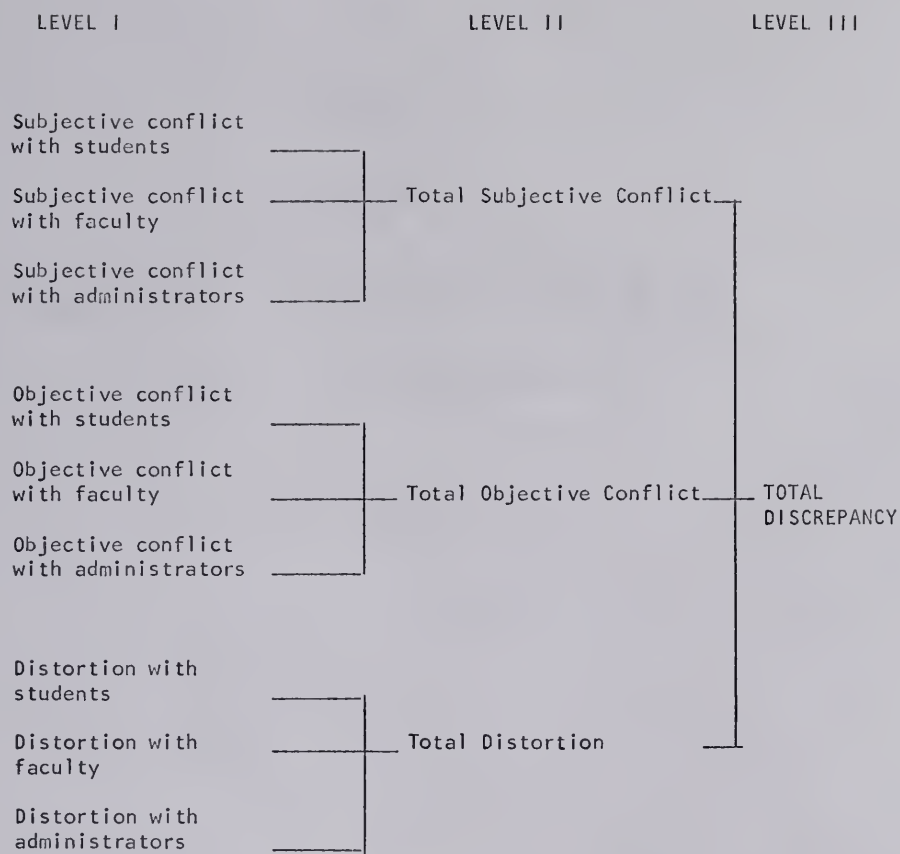 LEVEL I LEVEL II LEVEL III
Subjective conflict
with students
Subjective conflict
with faculty
Subjective conflict
with administrators
Total Subjective Conflict
Objective conflict
with students
Objective conflict
with faculty
Objective conflict
with administrators
Total Objective Conflict
TOTAL
DISCREPANCY
Distortion with
students
Distortion with
faculty
Distortion with
administrators
Total Distortion